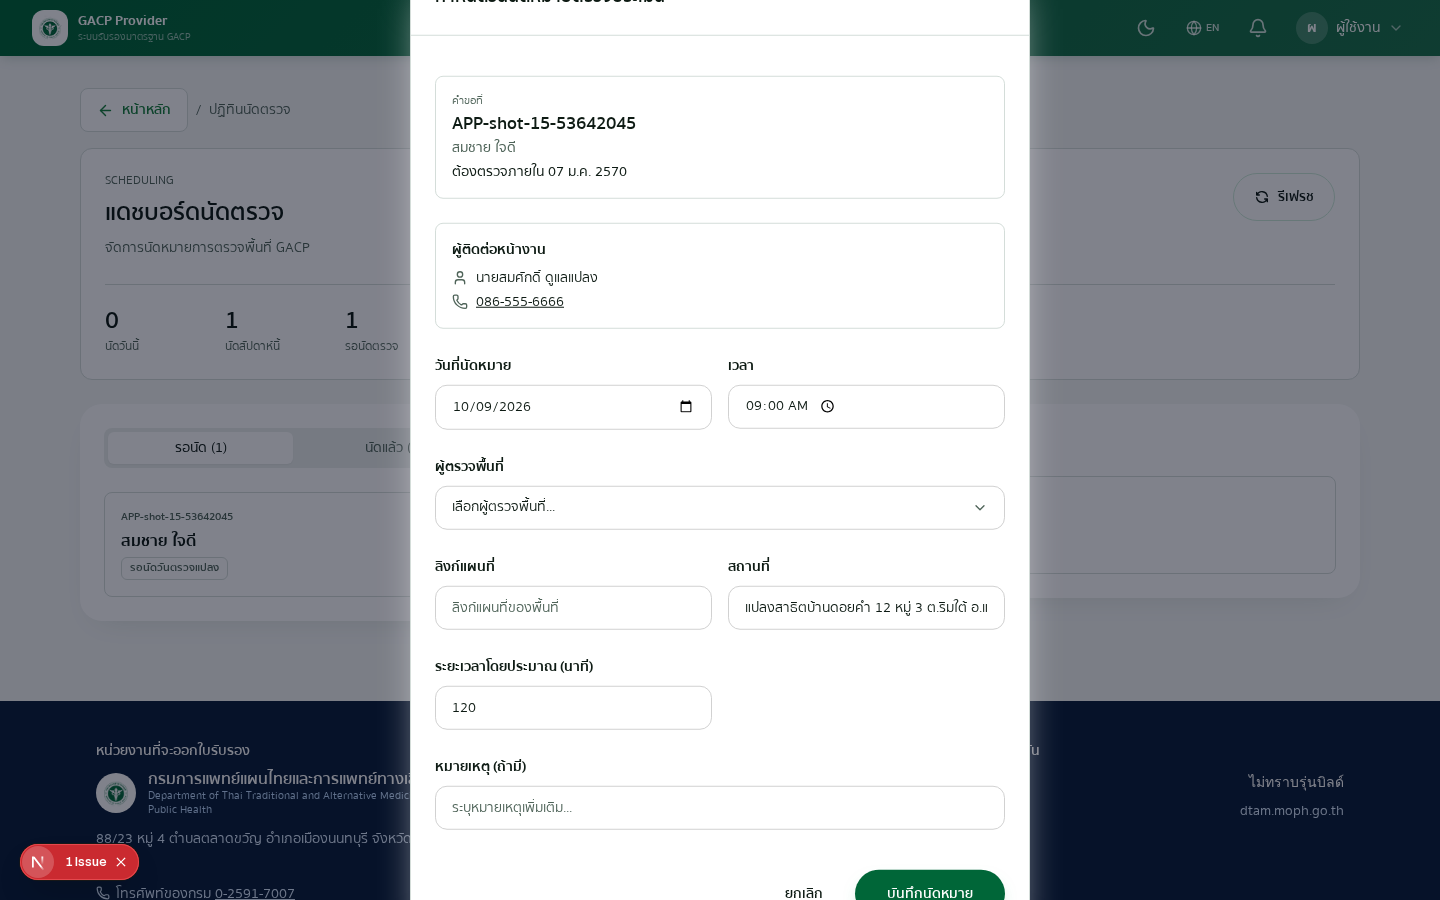 GACP Provider
ระบบรับรองมาตรฐาน GACP
EN
ผ
ผู้ใช้งาน
หน้าหลัก
/ ปฏิทินนัดตรวจ
SCHEDULING
แดชบอร์ดนัดตรวจ
จัดการนัดหมายการตรวจพื้นที่ GACP
รีเฟรช
0
นัดวันนี้
1
นัดสัปดาห์นี้
1
รอนัดตรวจ
รอนัด (1)
นัดแล้ว (
APP-shot-15-53642045
สมชาย ใจดี
รอนัดวันตรวจแปลง
คำขอที่
APP-shot-15-53642045
สมชาย ใจดี
ต้องตรวจภายใน 07 ม.ค. 2570
ผู้ติดต่อหน้างาน
นายสมศักดิ์ ดูแลแปลง
086-555-6666
วันที่นัดหมาย
เวลา
10/09/2026
09:00 AM
ผู้ตรวจพื้นที่
เลือกผู้ตรวจพื้นที่...
ลิงก์แผนที่
สถานที่
ลิงก์แผนที่ของพื้นที่
แปลงสาธิตบ้านดอยคำ 12 หมู่ 3 ต.ริมใต้ อ.แ
ระยะเวลาโดยประมาณ (นาที)
120
หมายเหตุ (ถ้ามี)
ระบุหมายเหตุเพิ่มเติม...
ยกเลิก
บันทึกนัดหมาย
หน่วยงานที่จะออกใบรับรอง
กรมการแพทย์แผนไทยและการแพทย์ทางเ
Department of Thai Traditional and Alternative Medic
Public Health
88/23 หมู่ 4 ตำบลตลาดขวัญ อำเภอเมืองนนทบุรี จังหวัด
โทรศัพท์ของกรม 0-2591-7007
ไม่ทราบรุ่นบิลด์
dtam.moph.go.th
N
1 Issue